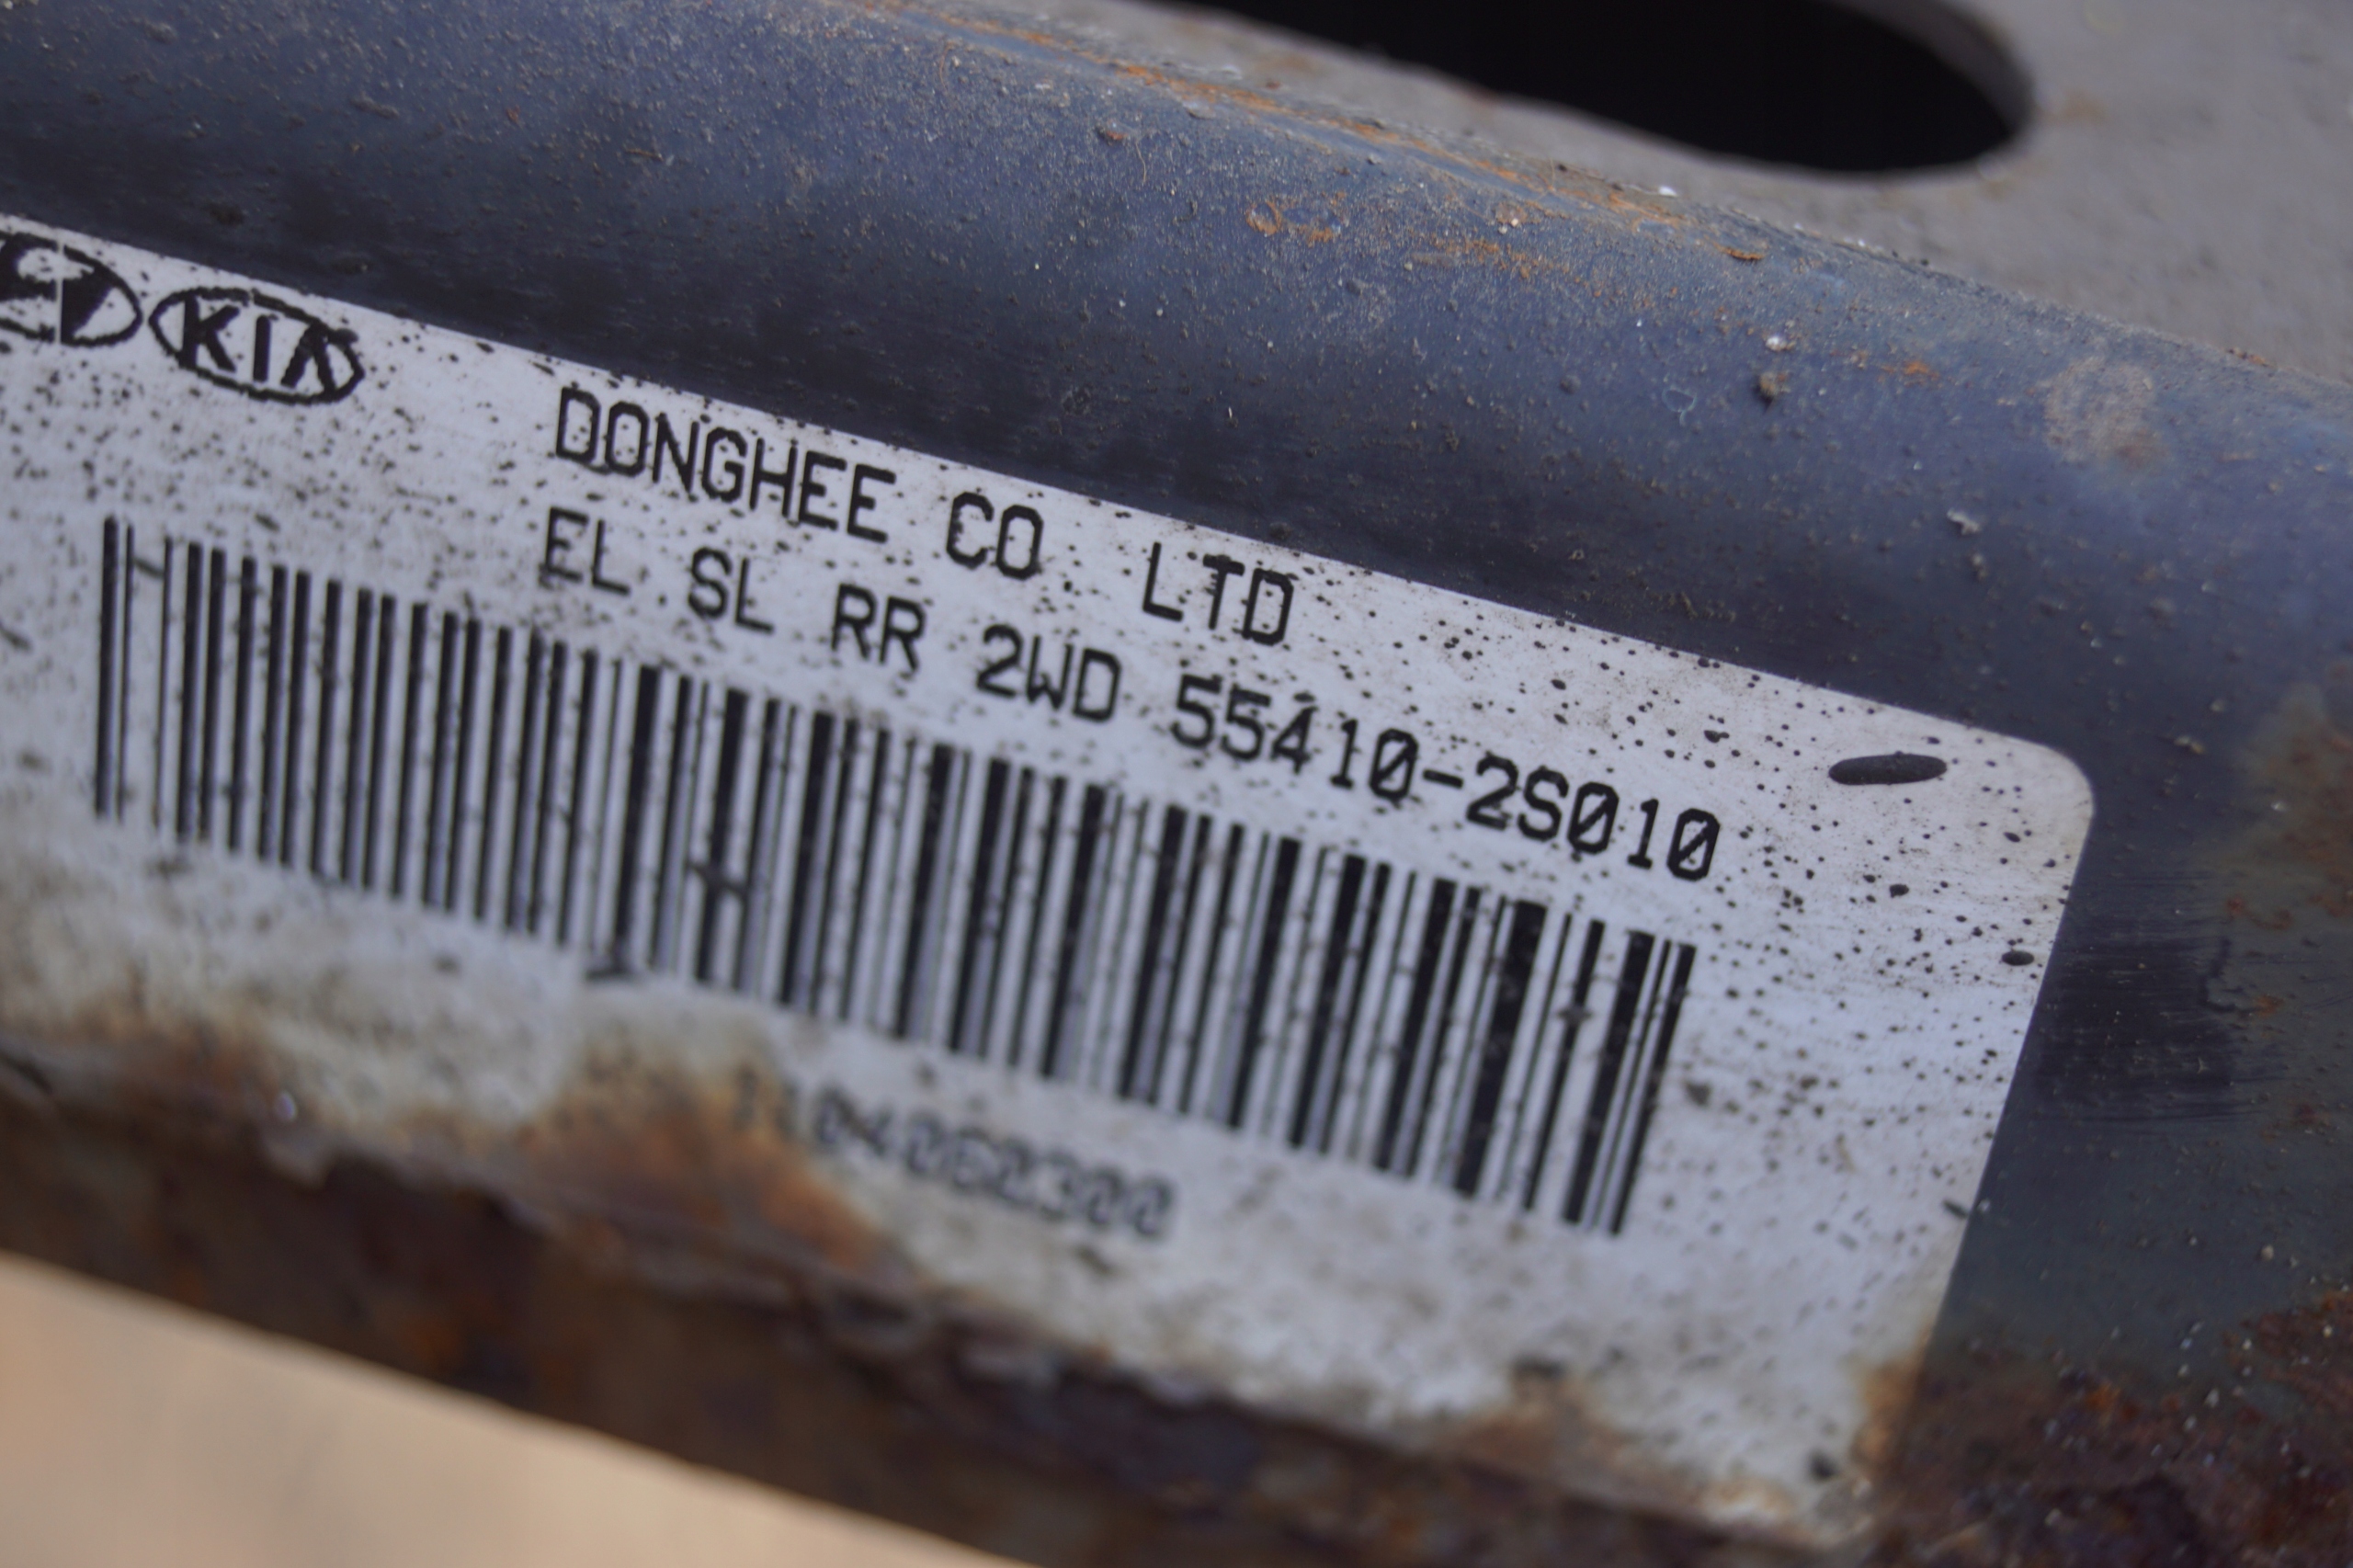 KIA
DONGHEE CO LTD
EL SL RR 2WD 55410-2S010